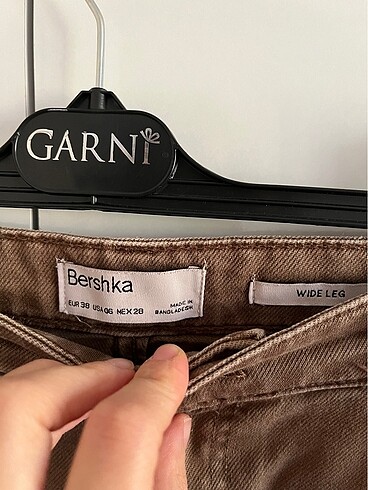 GARNI
Bershka
EUR 38 USA 06 MEX 28
MADE IN
BANGLADESH
WIDE LEG